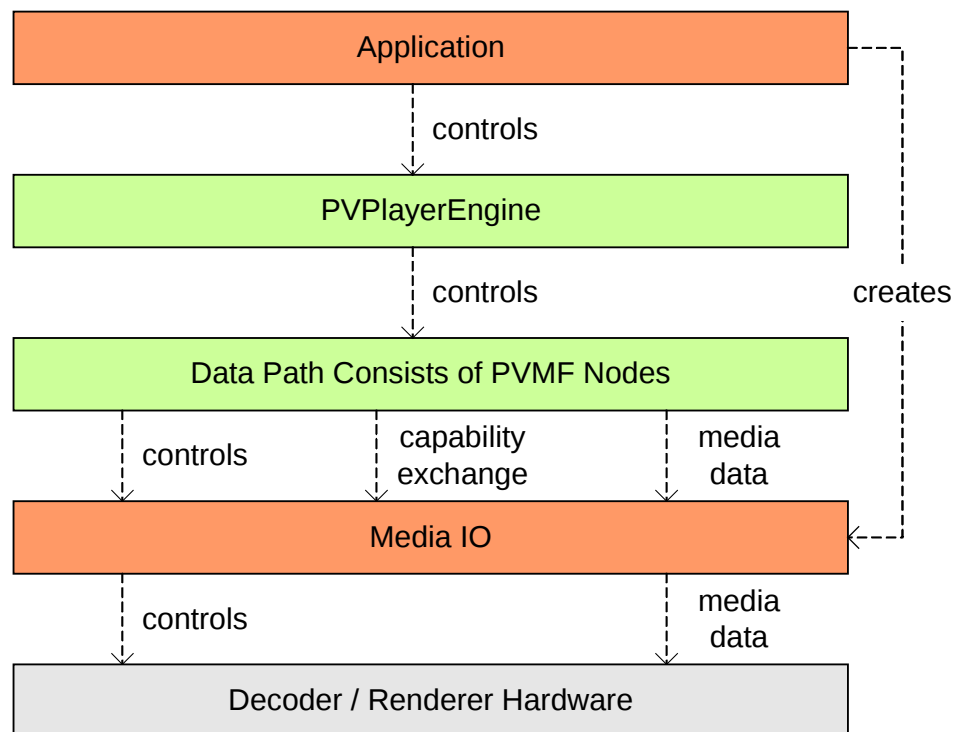 Application
controls
PVPlayerEngine
controls
creates
Data Path Consists of PVMF Nodes
controls
capability
exchange
media
data
Media IO
controls
media
data
Decoder / Renderer Hardware